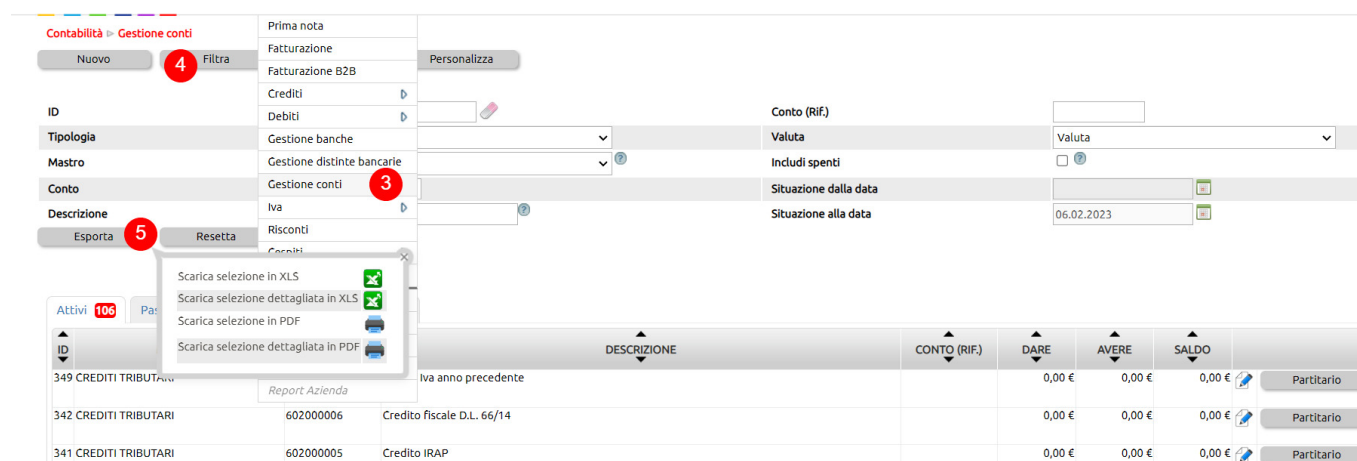 Contabilità ▹ Gestione conti
Nuovo
4
Filtra
Personalizza
Prima nota
Fatturazione
Fatturazione B2B
Crediti
Debiti
Gestione banche
Gestione distinte bancarie
Gestione conti
3
Iva
Risconti
ID
Conto (Rif.)
Tipologia
Valuta
Valuta
Mastro
Includi spenti
Conto
Situazione dalla data
Descrizione
Situazione alla data
06.02.2023
Esporta
5
Resetta
Scarica selezione in XLS
Scarica selezione dettagliata in XLS
Scarica selezione in PDF
Scarica selezione dettagliata in PDF
Attivi 106
ID DESCRIZIONE CONTO (RIF.) DARE AVERE SALDO
349 CREDITI TRIBUTARI Iva anno precedente 0,00 € 0,00 € 0,00 € Partitario
Report Azienda
342 CREDITI TRIBUTARI 602000006 Credito fiscale D.L. 66/14 0,00 € 0,00 € 0,00 € Partitario
341 CREDITI TRIBUTARI 602000005 Credito IRAP 0,00 € 0,00 € 0,00 € Partitario